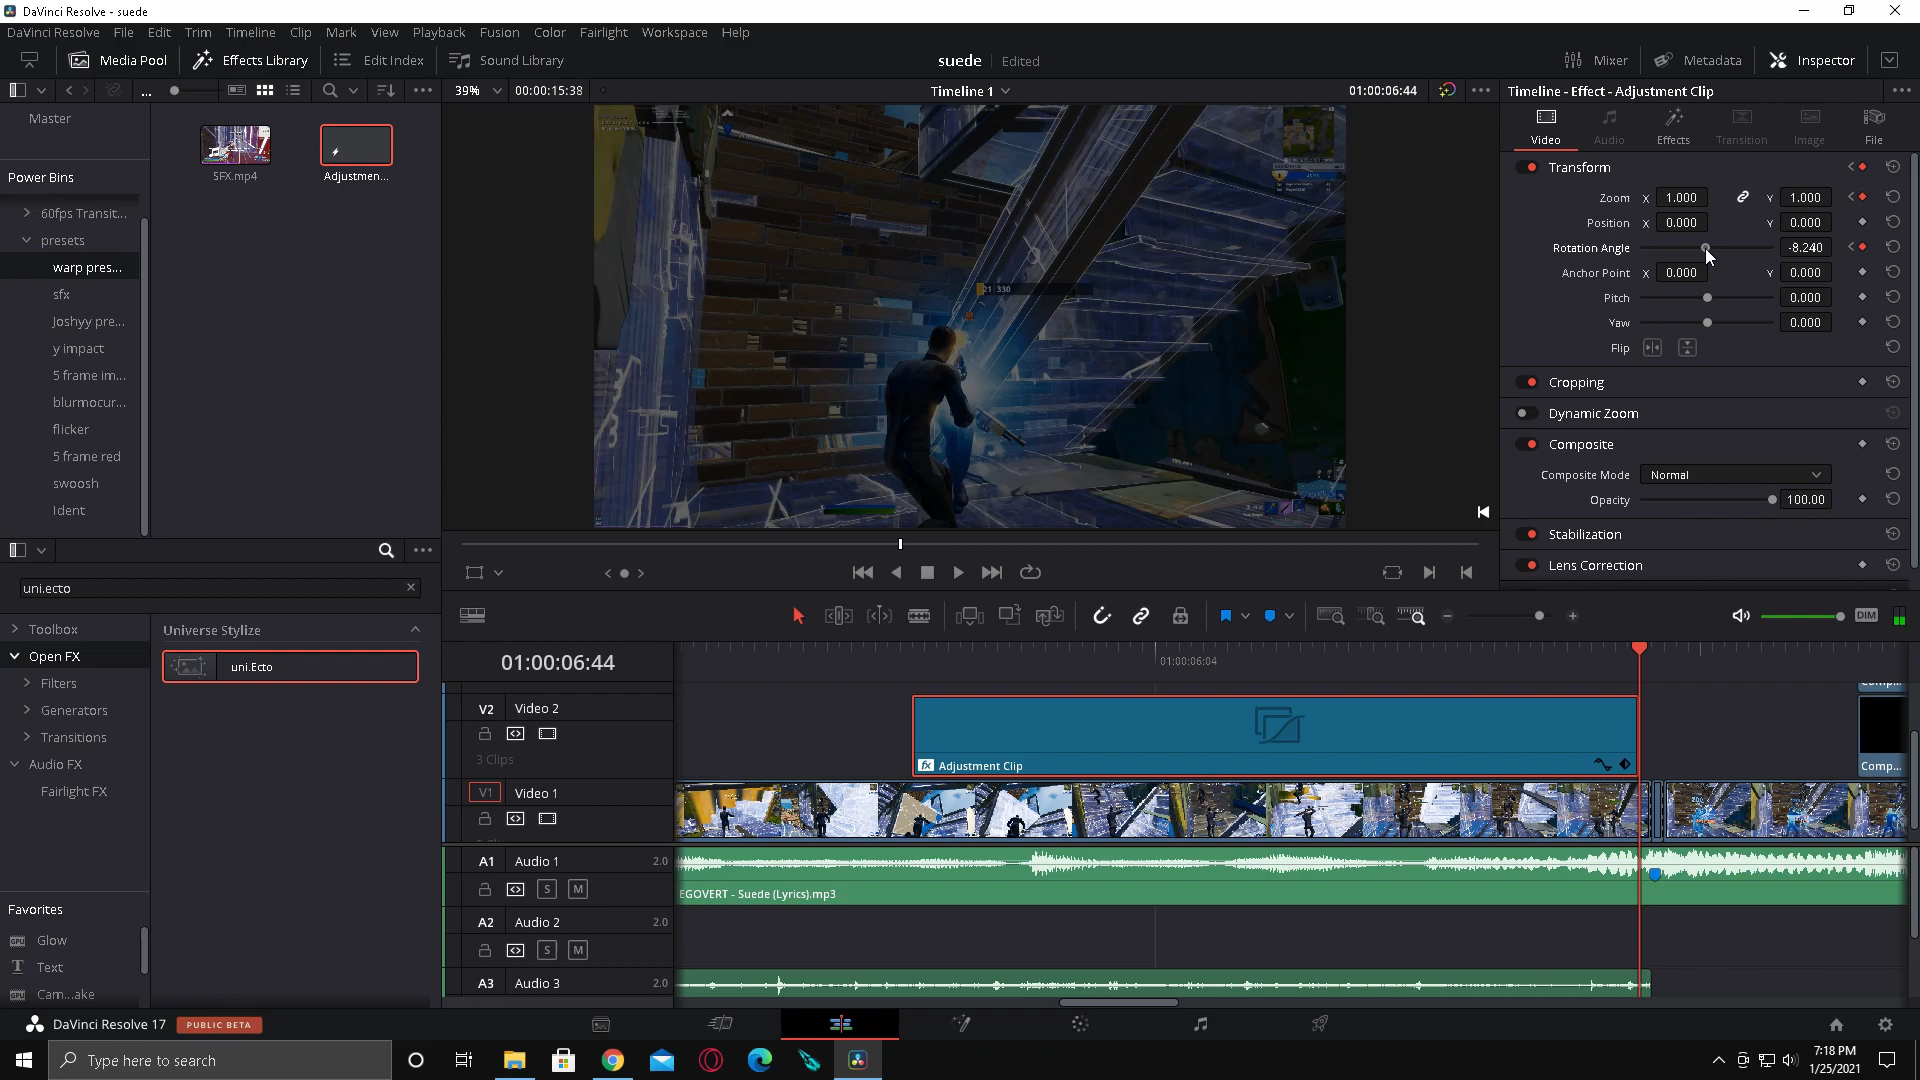 DaVinci Resolve - suede
DaVinci Resolve File Edit Trim Timeline Clip Mark View Playback Fusion Color Fairlight Workspace Help
Media Pool Effects Library Edit Index Sound Library suede Edited Mixer Metadata Inspector
39% 00:00:15:38 Timeline 1 01:00:06:44 Timeline - Effect - Adjustment Clip
Master
SFX.mp4 Adjustmen...
Power Bins
60fps Transit...
presets
warp pres...
sfx
Joshyy pre...
y impact
5 frame im...
blurmocur...
flicker
5 frame red
swoosh
Ident
21 330
Video Audio Effects Transition Image File
Transform
Zoom X 1.000 Y 1.000
Position X 0.000 Y 0.000
Rotation Angle -8.240
Anchor Point X 0.000 Y 0.000
Pitch 0.000
Yaw 0.000
Flip
Cropping
Dynamic Zoom
Composite
Composite Mode Normal
Opacity 100.00
Stabilization
Lens Correction
uni.ecto
Toolbox
Open FX
Filters
Generators
Transitions
Audio FX
Fairlight FX
Universe Stylize
uni.Ecto
Favorites
Glow
Text
Cam...ake
DIM
01:00:06:44 01:00:06:04
V2 Video 2
3 Clips
Adjustment Clip
Comp...
V1 Video 1
A1 Audio 1 2.0
S M
EGOVERT - Suede (Lyrics).mp3
A2 Audio 2 2.0
S M
A3 Audio 3 2.0
DaVinci Resolve 17 PUBLIC BETA
Type here to search
7:18 PM
1/25/2021